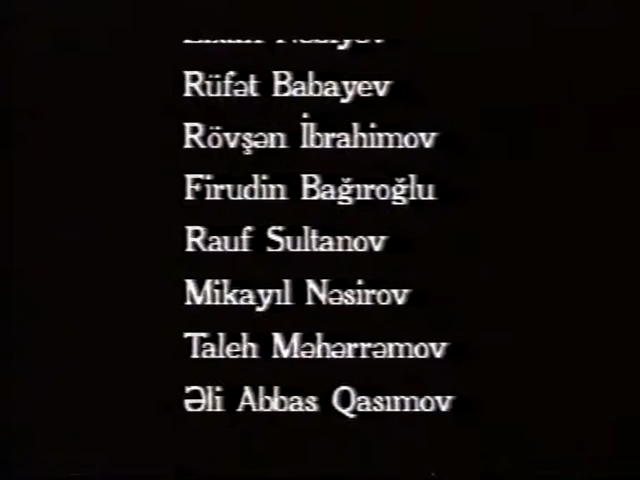 Rüfət Babayev
Rövşən İbrahimov
Firudin Bağıroğlu
Rauf Sultanov
Mikayıl Nəsirov
Taleh Məhərrəmov
Əli Abbas Qasımov